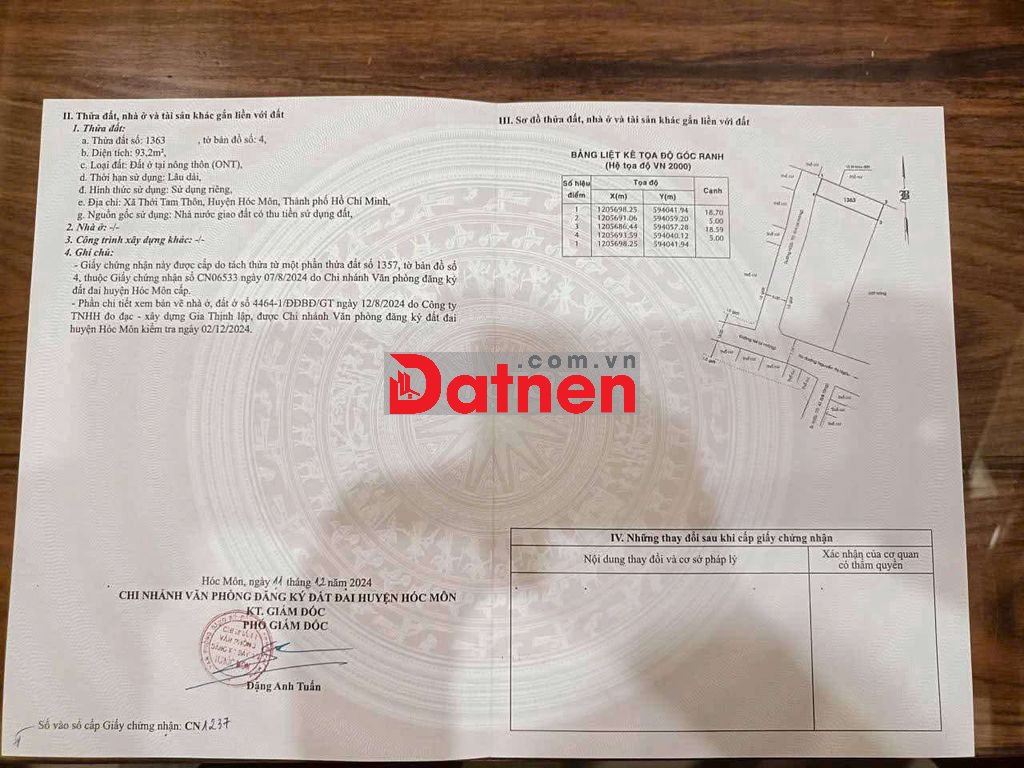 II. Thửa đất, nhà ở và tài sản khác gắn liền với đất
1. Thửa đất:
a. Thửa đất số: 1363 , tờ bản đồ số: 4,
b. Diện tích: 93,2m²,
c. Loại đất: Đất ở tại nông thôn (ONT),
d. Thời hạn sử dụng: Lâu dài,
đ. Hình thức sử dụng: Sử dụng riêng,
e. Địa chỉ: Xã Thới Tam Thôn, Huyện Hóc Môn, Thành phố Hồ Chí Minh,
g. Nguồn gốc sử dụng: Nhà nước giao đất có thu tiền sử dụng đất,
2. Nhà ở: -/-
3. Công trình xây dựng khác: -/-
4. Ghi chú:
- Giấy chứng nhận này được cấp do tách thửa từ một phần thửa đất số 1357, tờ bản đồ số
4, thuộc Giấy chứng nhận số CN06533 ngày 07/8/2024 do Chi nhánh Văn phòng đăng ký
đất đai huyện Hóc Môn cấp.
- Phần chi tiết xem bản vẽ nhà ở, đất ở số 4464-1/ĐĐBĐ/GT ngày 12/8/2024 do Công ty
TNHH đo đạc - xây dựng Gia Thịnh lập, được Chi nhánh Văn phòng đăng ký đất đai
huyện Hóc Môn kiểm tra ngày 02/12/2024.
Hóc Môn, ngày 11 tháng 12 năm 2024
CHI NHÁNH VĂN PHÒNG ĐĂNG KÝ ĐẤT ĐAI HUYỆN HÓC MÔN
KT. GIÁM ĐỐC
PHÓ GIÁM ĐỐC
Đặng Anh Tuấn
Số vào sổ cấp Giấy chứng nhận: CN1237
III. Sơ đồ thửa đất, nhà ở và tài sản khác gắn liền với đất
BẢNG LIỆT KÊ TỌA ĐỘ GÓC RANH
(Hệ tọa độ VN 2000)
Số hiệu điểm Tọa độ Cạnh
X(m) Y(m)
1 1205698.25 594041.94
18.70
2 1205691.06 594059.20
5.00
3 1205686.44 594057.28
18.59
4 1205693.59 594040.12
5.00
1 1205698.25 594041.94
1363
B
Datnen
.com.vn
IV. Những thay đổi sau khi cấp giấy chứng nhận
Nội dung thay đổi và cơ sở pháp lý
Xác nhận của cơ quan
có thẩm quyền